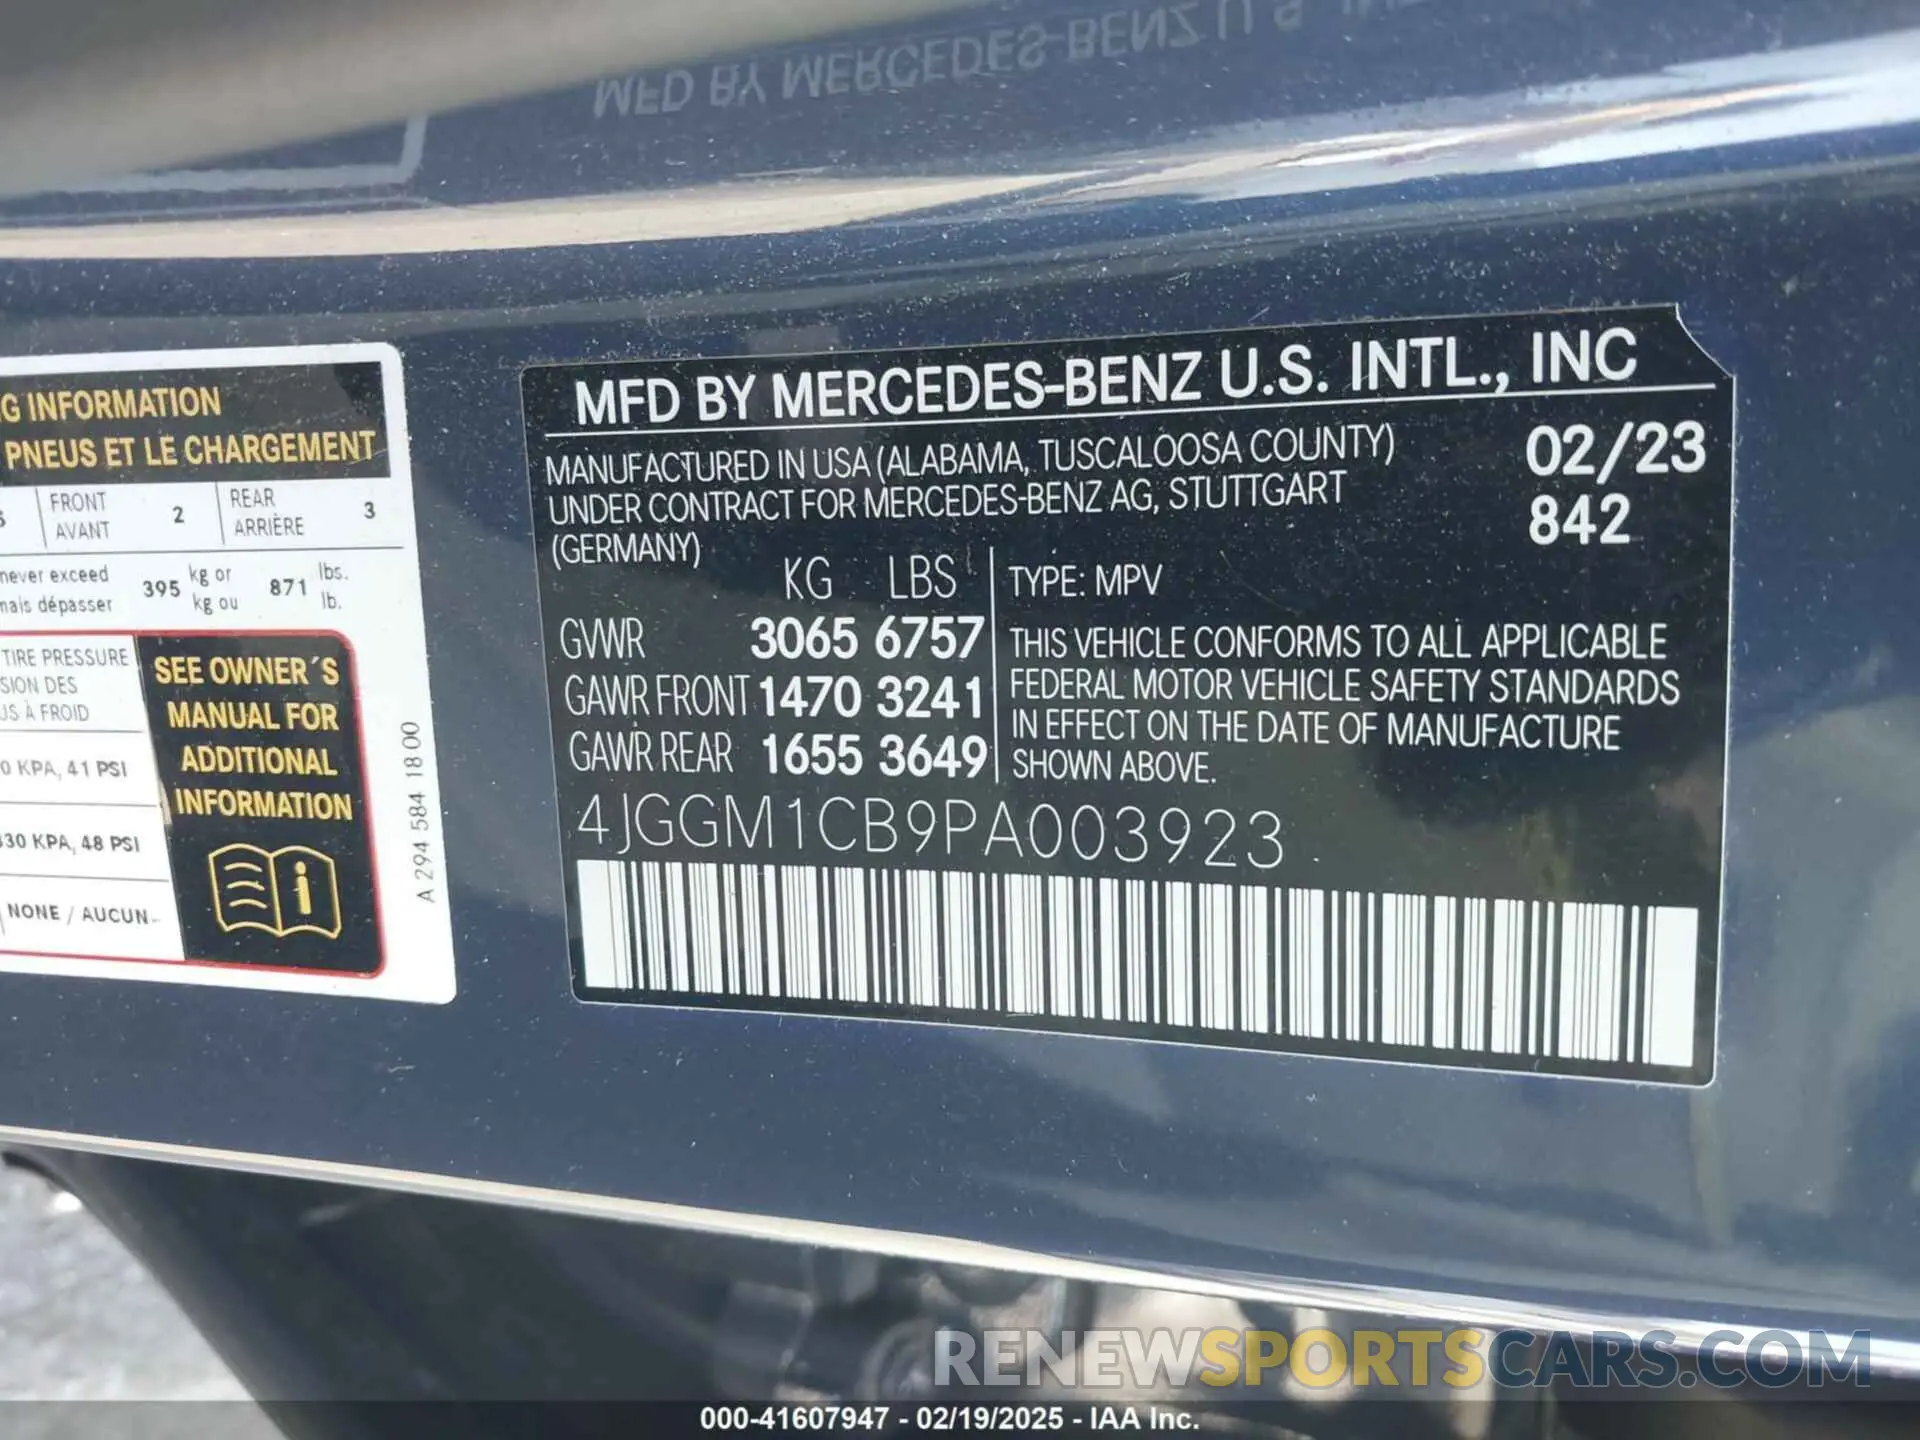 MFD BY MERCEDES-BENZ U.S. IN
G INFORMATION
PNEUS ET LE CHARGEMENT
S
FRONT
AVANT
2
REAR
ARRIÈRE
3
never exceed
mais dépasser
395
kg or
kg ou
871
lbs.
lb.
TIRE PRESSURE
SION DES
US À FROID
0 KPA, 41 PSI
330 KPA, 48 PSI
NONE / AUCUN
SEE OWNER´S
MANUAL FOR
ADDITIONAL
INFORMATION
A 294 584 18 00
MFD BY MERCEDES-BENZ U.S. INTL., INC
MANUFACTURED IN USA (ALABAMA, TUSCALOOSA COUNTY)
UNDER CONTRACT FOR MERCEDES-BENZ AG, STUTTGART
(GERMANY)
02/23
842
KG LBS
GVWR 3065 6757
GAWR FRONT 1470 3241
GAWR REAR 1655 3649
TYPE: MPV
THIS VEHICLE CONFORMS TO ALL APPLICABLE
FEDERAL MOTOR VEHICLE SAFETY STANDARDS
IN EFFECT ON THE DATE OF MANUFACTURE
SHOWN ABOVE.
4JGGM1CB9PA003923
RENEWSPORTSCARS.COM
000-41607947 - 02/19/2025 - IAA Inc.